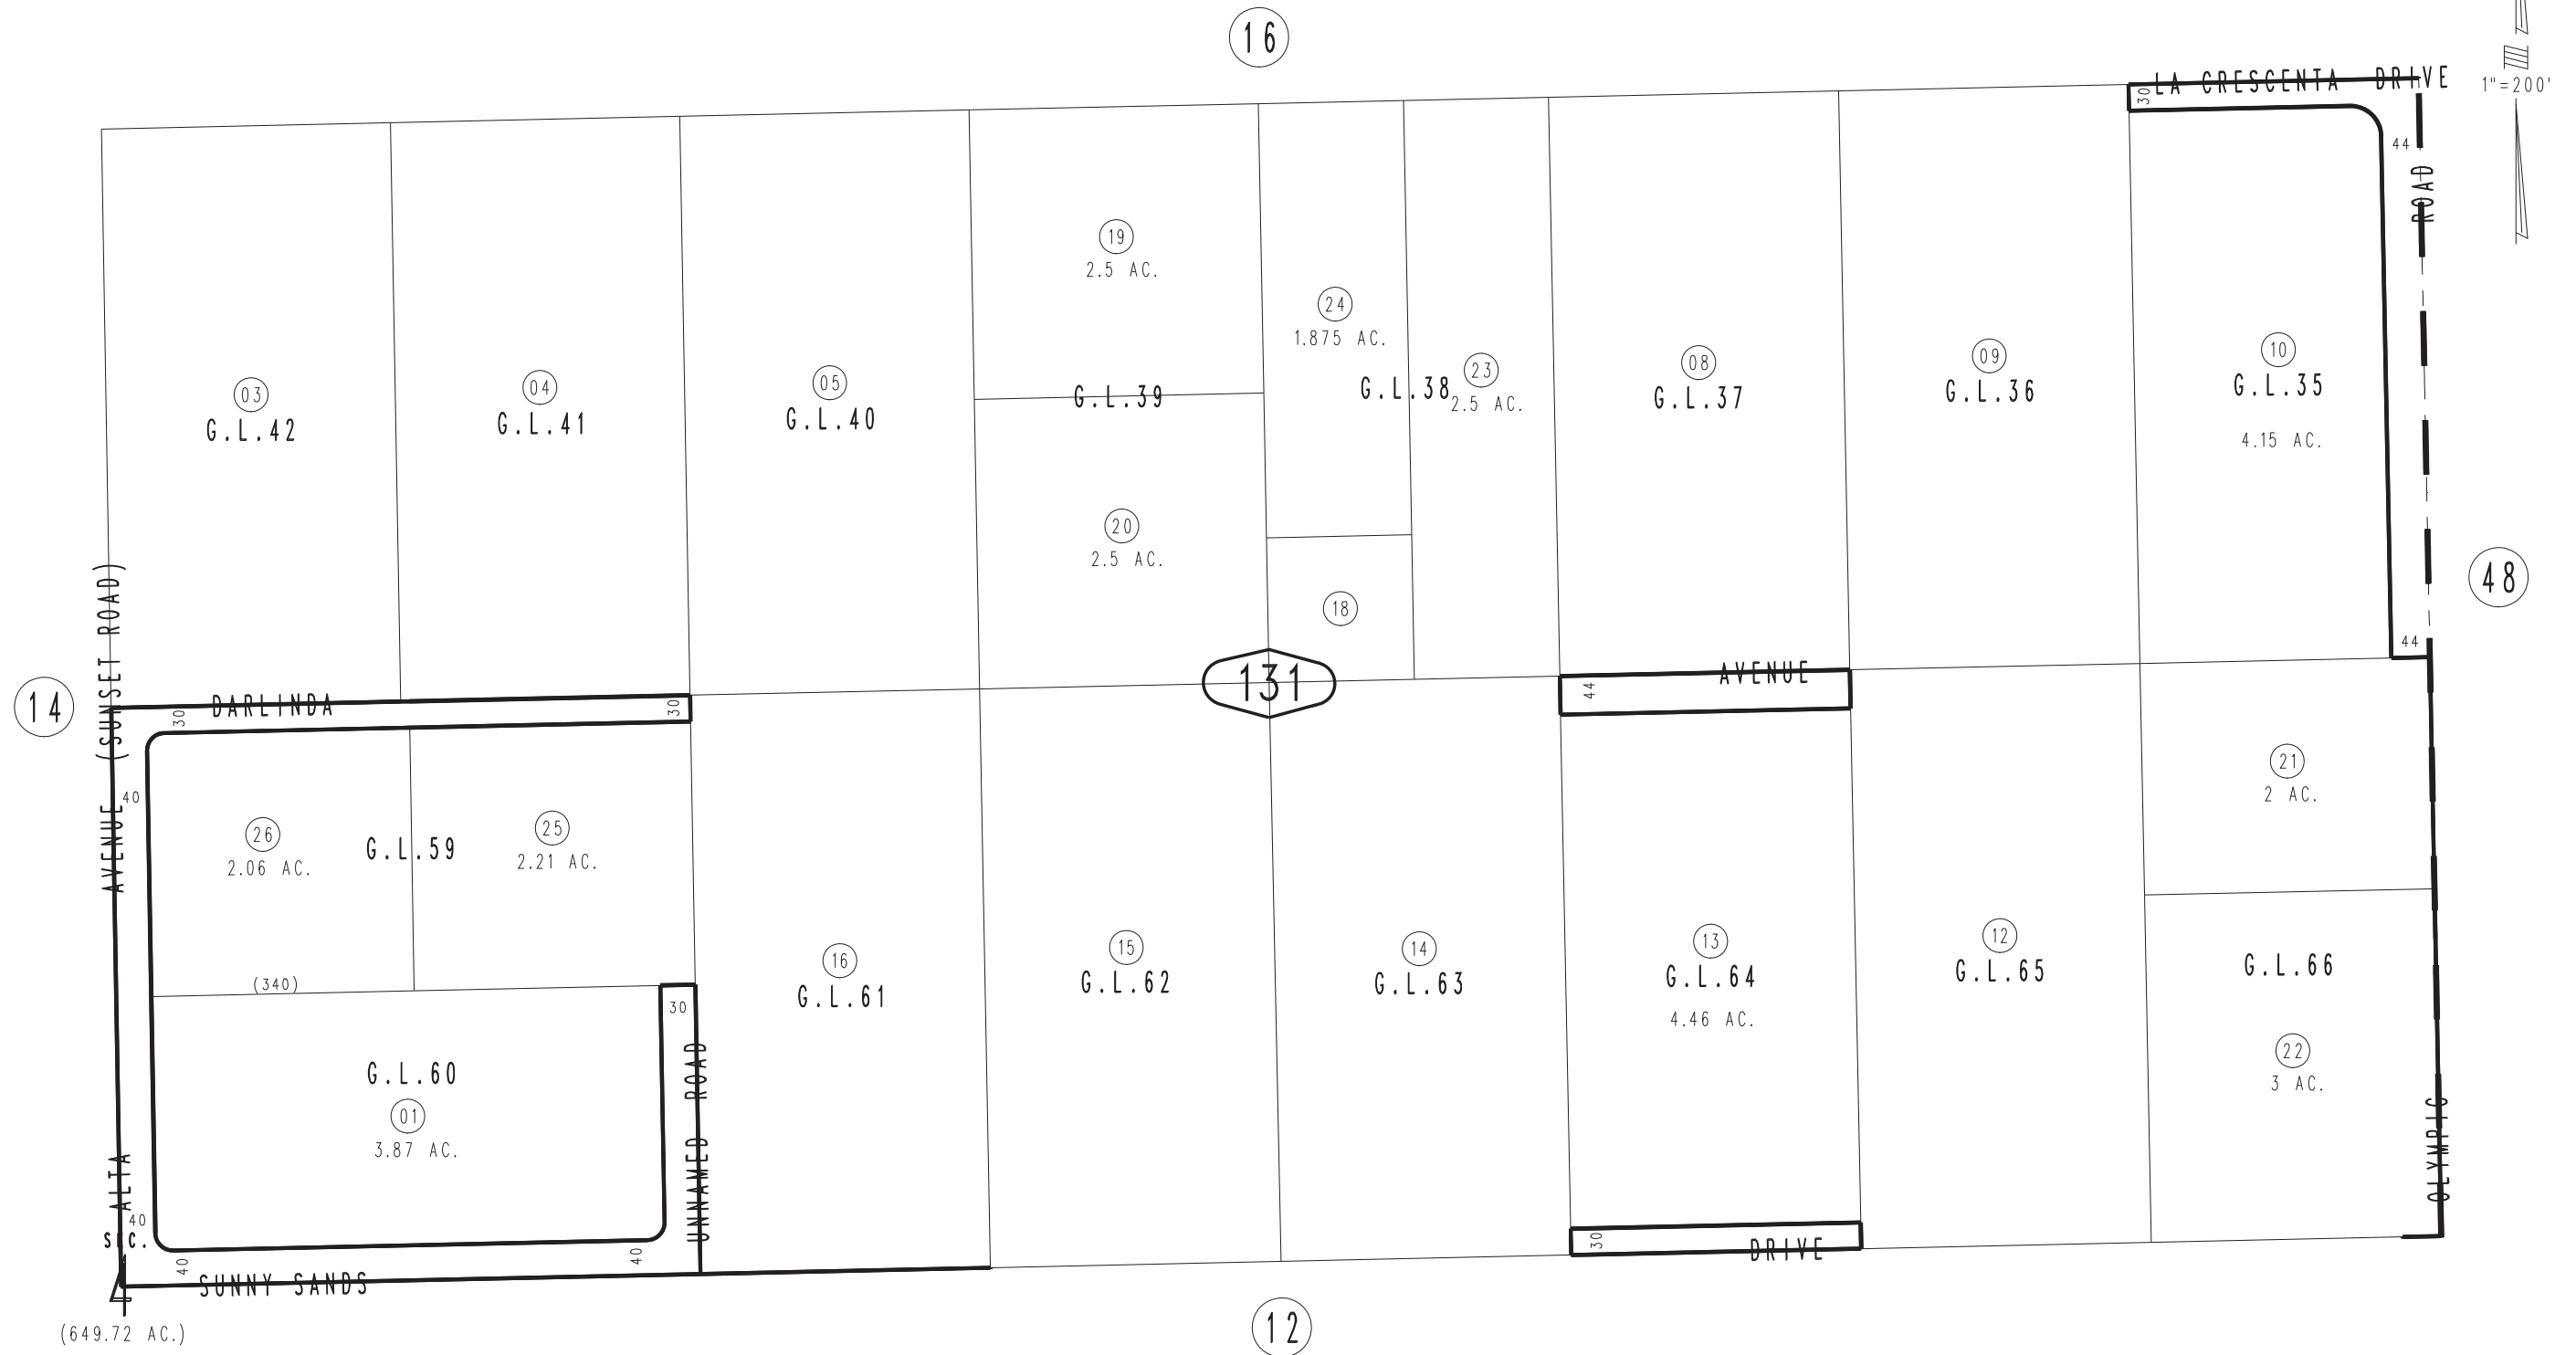 16
LA CRESCENTA DRIVE
1"=200'
30
44
ROAD
19
2.5 AC.
24
1.875 AC.
03
G.L.42
04
G.L.41
05
G.L.40
G.L.39
G.L.38
23
2.5 AC.
08
G.L.37
09
G.L.36
10
G.L.35
4.15 AC.
20
2.5 AC.
18
48
44
14
ALTA AVENUE (SUNSET ROAD)
30
DARLINDA
30
131
44
AVENUE
40
26
2.06 AC.
G.L.59
25
2.21 AC.
21
2 AC.
16
G.L.61
15
G.L.62
14
G.L.63
13
G.L.64
4.46 AC.
12
G.L.65
G.L.66
22
3 AC.
(340)
30
G.L.60
01
3.87 AC.
UNNAMED ROAD
OLYMPIC
40
SEC.
4
40
SUNNY SANDS
40
30
DRIVE
(649.72 AC.)
12